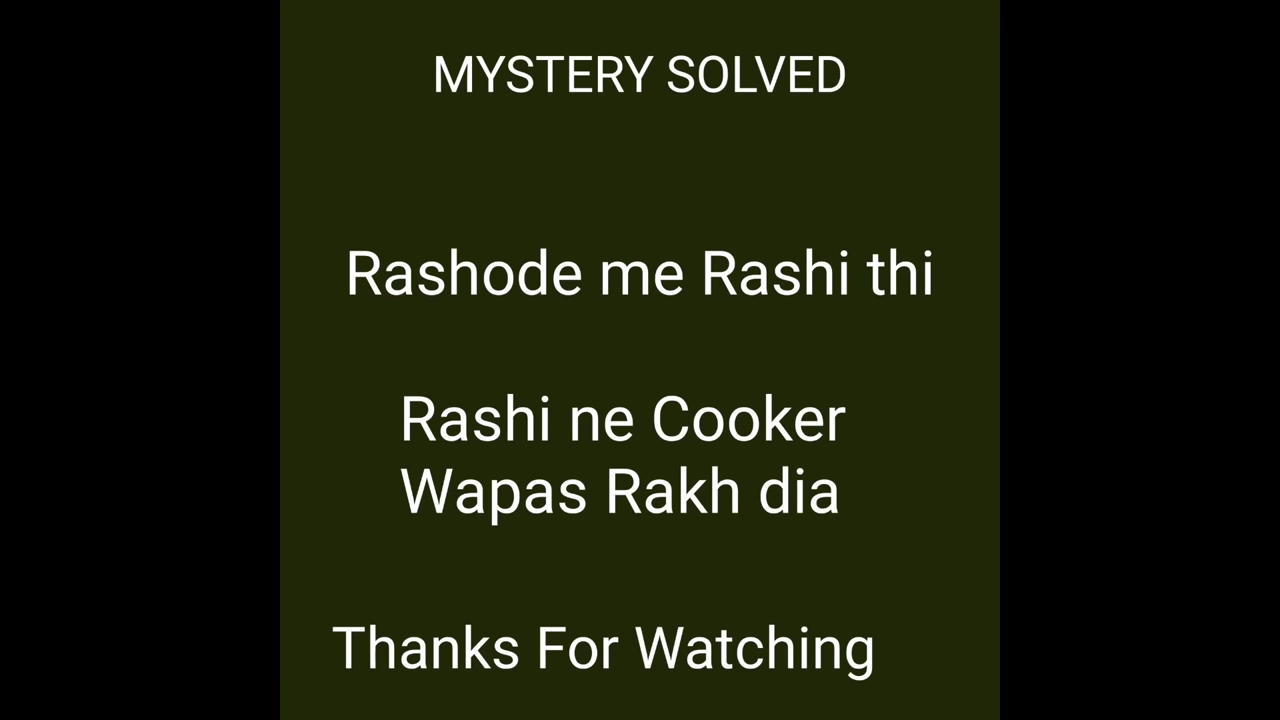 MYSTERY SOLVED
Rashode me Rashi thi
Rashi ne Cooker
Wapas Rakh dia
Thanks For Watching